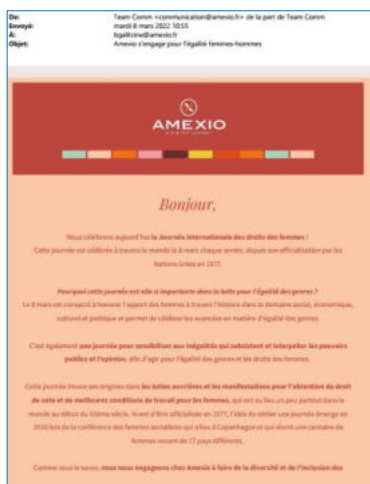 De: Team Comm <communication@amexio.fr> de la part de Team Comm
Envoyé: mardi 8 mars 2022 10:55
À: bgallitzine@amexio.fr
Objet: Amexio s'engage pour l'égalité femmes-hommes
AMEXIO
Bonjour,
Nous célébrons aujourd'hui la Journée internationale des droits des femmes !
Cette journée est célébrée à travers le monde le 8 mars chaque année, depuis son officialisation par les
Nations Unies en 1977.
Pourquoi cette journée est-elle si importante dans la lutte pour l'égalité des genres ?
Le 8 mars est consacré à honorer l'apport des femmes à travers l'histoire dans le domaine social, économique,
culturel et politique et permet de célébrer les avancées en matière d'égalité des genres.
C'est également une journée pour sensibiliser aux inégalités qui subsistent et interpeller les pouvoirs
publics et l'opinion, afin d'agir pour l'égalité des genres et les droits des femmes.
Cette journée trouve ses origines dans les luttes ouvrières et les manifestations pour l'obtention du droit
de vote et de meilleures conditions de travail pour les femmes, qui ont eu lieu un peu partout dans le
monde au début du XXème siècle. Avant d'être officialisée en 1977, l'idée de dédier une journée émerge en
1910 lors de la conférence des femmes socialistes qui a lieu à Copenhague et qui réunit une centaine de
femmes venant de 17 pays différents.
Comme vous le savez, nous nous engageons chez Amexio à faire de la diversité et de l'inclusion des